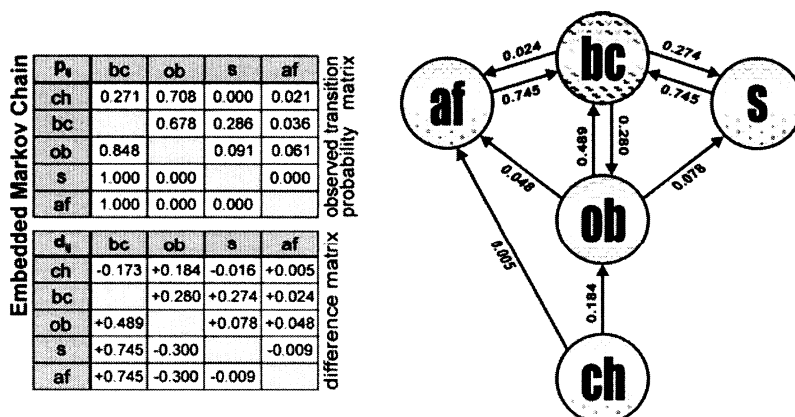 Embedded Markov Chain
pij bc ob s af
ch 0.271 0.708 0.000 0.021
bc 0.678 0.286 0.036
ob 0.848 0.091 0.061
s 1.000 0.000 0.000
af 1.000 0.000 0.000
observed transition
probability matrix
dij bc ob s af
ch -0.173 +0.184 -0.016 +0.005
bc +0.280 +0.274 +0.024
ob +0.489 +0.078 +0.048
s +0.745 -0.300 -0.009
af +0.745 -0.300 -0.009
difference matrix
bc
0.024
0.274
af
0.745
0.745
s
0.489
0.280
0.048
0.078
ob
0.005
0.184
ch